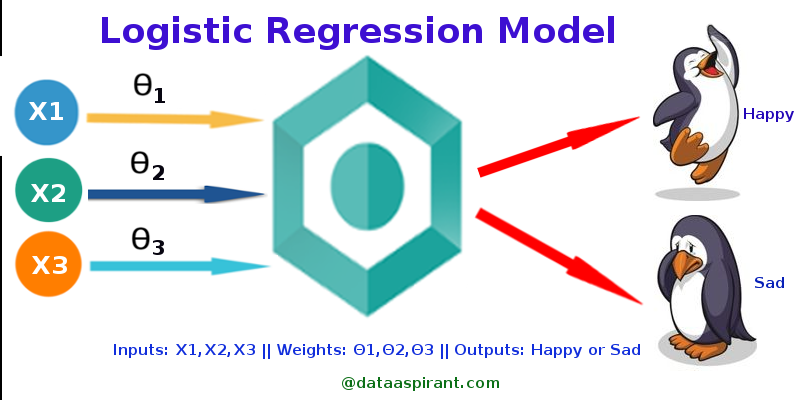 Logistic Regression Model
X1
θ1
Happy
X2
θ2
X3
θ3
Sad
Inputs: X1,X2,X3 || Weights: Θ1,Θ2,Θ3 || Outputs: Happy or Sad
@dataaspirant.com